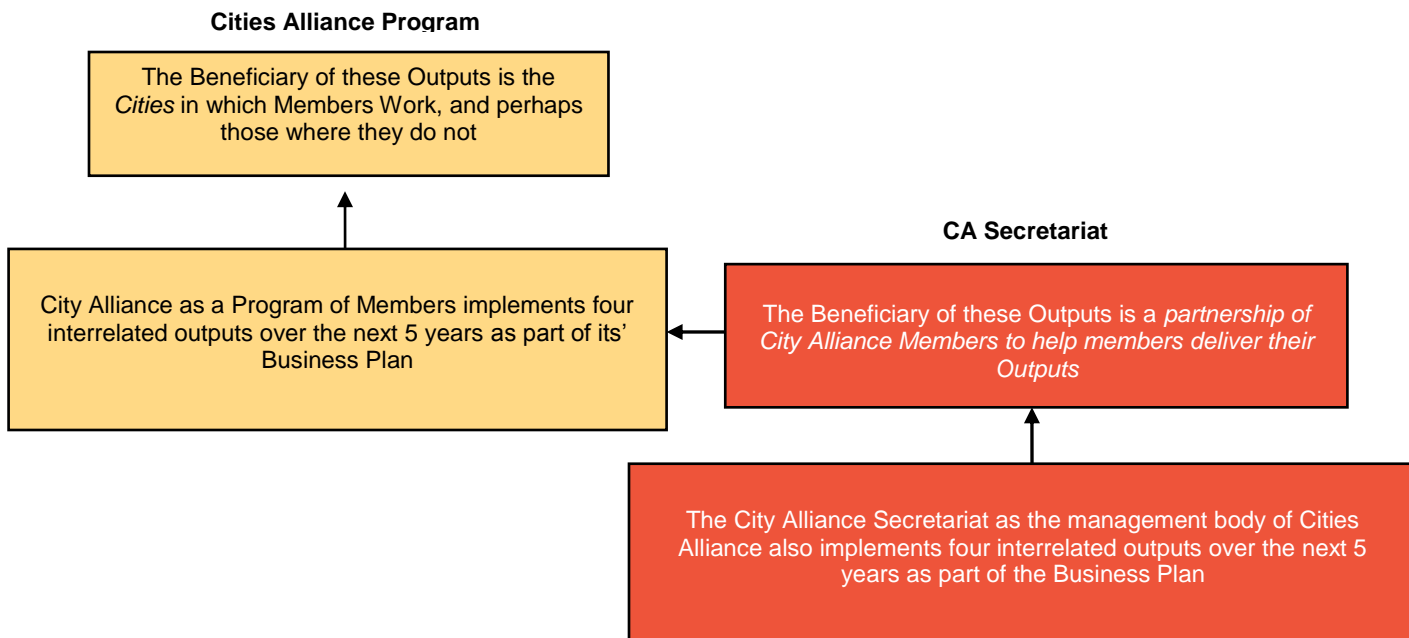 Cities Alliance Program
The Beneficiary of these Outputs is the
Cities in which Members Work, and perhaps
those where they do not
City Alliance as a Program of Members implements four
interrelated outputs over the next 5 years as part of its’
Business Plan
CA Secretariat
The Beneficiary of these Outputs is a partnership of
City Alliance Members to help members deliver their
Outputs
The City Alliance Secretariat as the management body of Cities
Alliance also implements four interrelated outputs over the next 5
years as part of the Business Plan